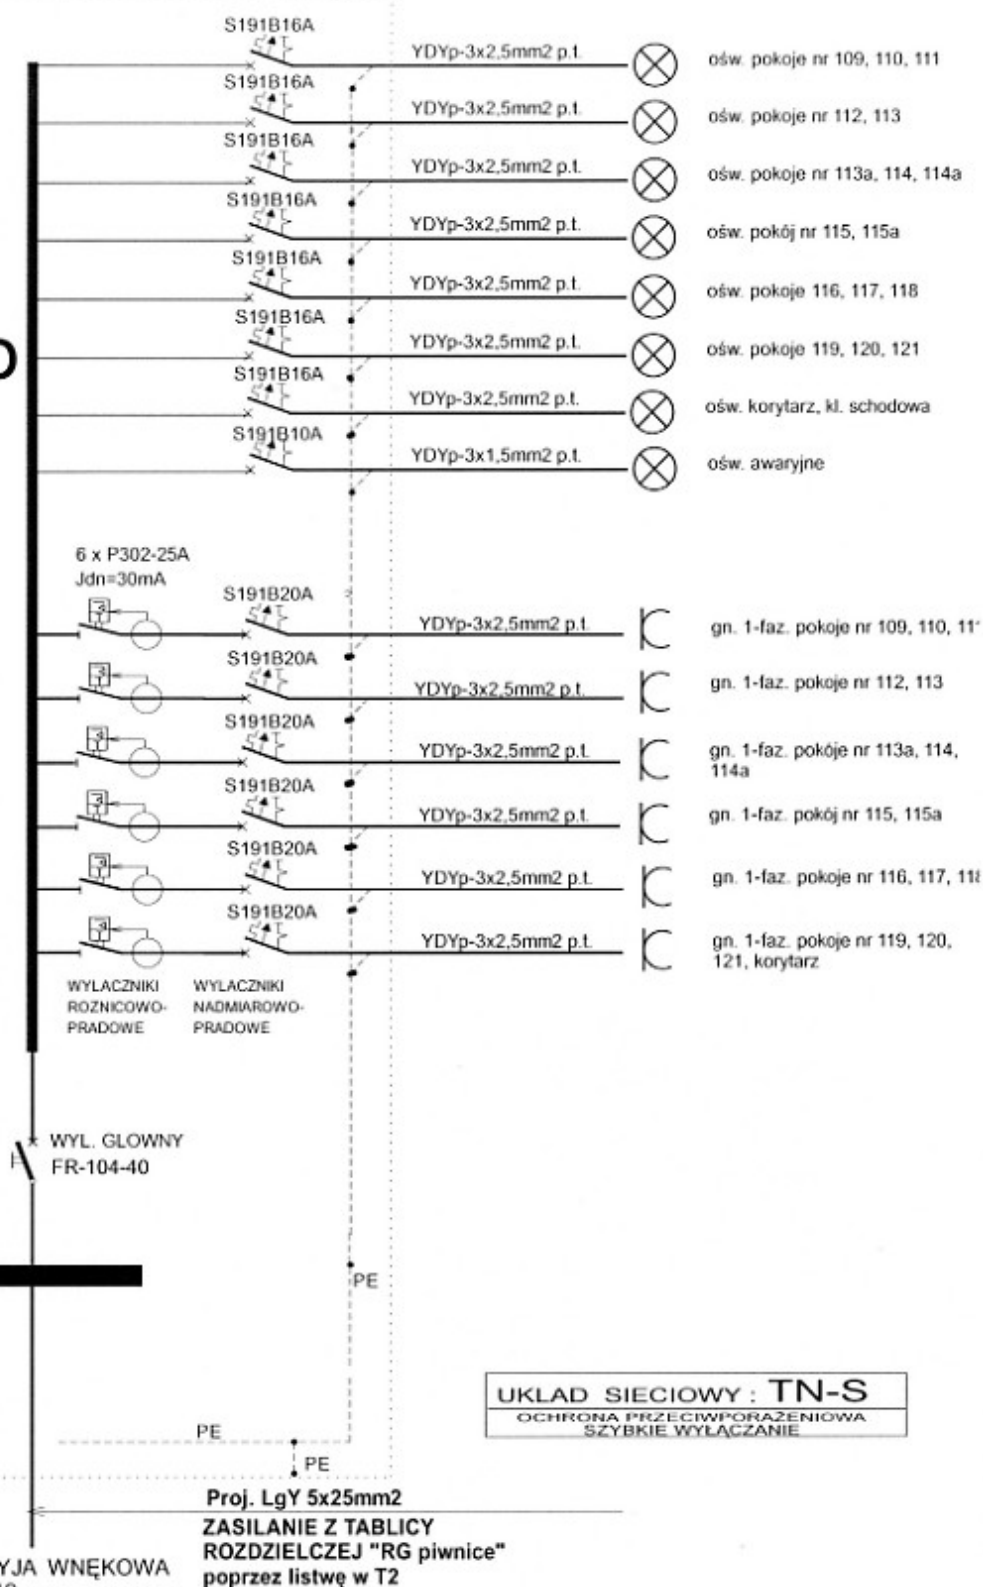 S191B16A
YDYp-3x2,5mm2 p.t.
ośw. pokoje nr 109, 110, 111
S191B16A
YDYp-3x2,5mm2 p.t.
ośw. pokoje nr 112, 113
S191B16A
YDYp-3x2,5mm2 p.t.
ośw. pokoje nr 113a, 114, 114a
S191B16A
YDYp-3x2,5mm2 p.t.
ośw. pokój nr 115, 115a
S191B16A
YDYp-3x2,5mm2 p.t.
ośw. pokoje 116, 117, 118
S191B16A
YDYp-3x2,5mm2 p.t.
ośw. pokoje 119, 120, 121
S191B16A
YDYp-3x2,5mm2 p.t.
ośw. korytarz, kl. schodowa
S191B10A
YDYp-3x1,5mm2 p.t.
ośw. awaryjne
6 x P302-25A
Jdn=30mA
S191B20A
YDYp-3x2,5mm2 p.t.
gn. 1-faz. pokoje nr 109, 110, 11
S191B20A
YDYp-3x2,5mm2 p.t.
gn. 1-faz. pokoje nr 112, 113
S191B20A
YDYp-3x2,5mm2 p.t.
gn. 1-faz. pokóje nr 113a, 114,
114a
S191B20A
YDYp-3x2,5mm2 p.t.
gn. 1-faz. pokój nr 115, 115a
S191B20A
YDYp-3x2,5mm2 p.t.
gn. 1-faz. pokoje nr 116, 117, 118
S191B20A
YDYp-3x2,5mm2 p.t.
gn. 1-faz. pokoje nr 119, 120,
121, korytarz
WYLACZNIKI
ROZNICOWO-
PRADOWE
WYLACZNIKI
NADMIAROWO-
PRADOWE
WYL. GLOWNY
FR-104-40
PE
UKLAD SIECIOWY : TN-S
OCHRONA PRZECIWPORAŻENIOWA
SZYBKIE WYŁĄCZANIE
PE
PE
Proj. LgY 5x25mm2
ZASILANIE Z TABLICY
ROZDZIELCZEJ "RG piwnice"
poprzez listwę w T2
YJA WNĘKOWA